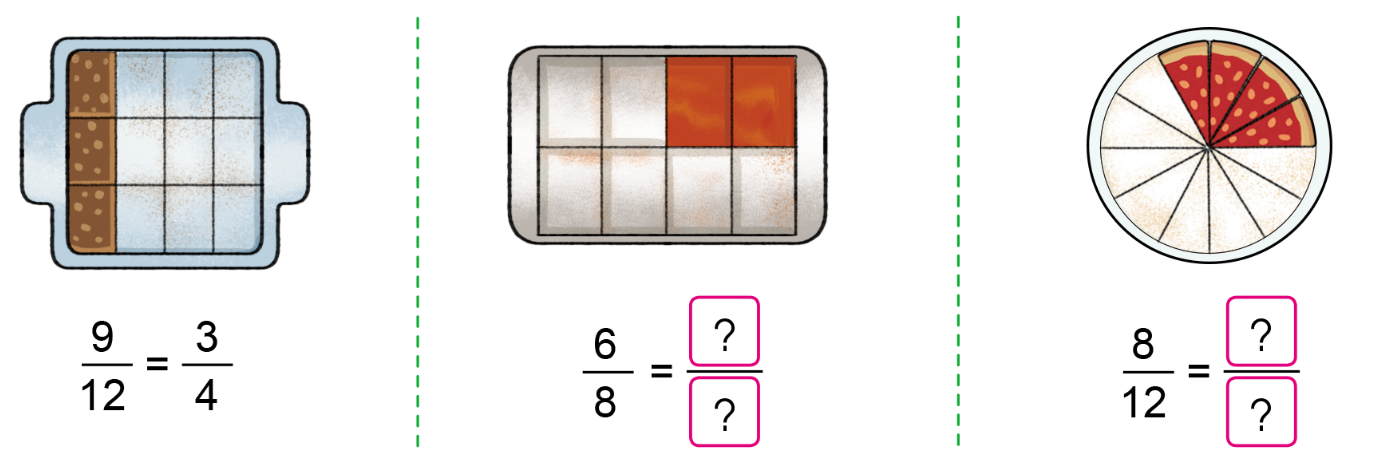 9/12 = 3/4
6/8 = ?/?
8/12 = ?/?